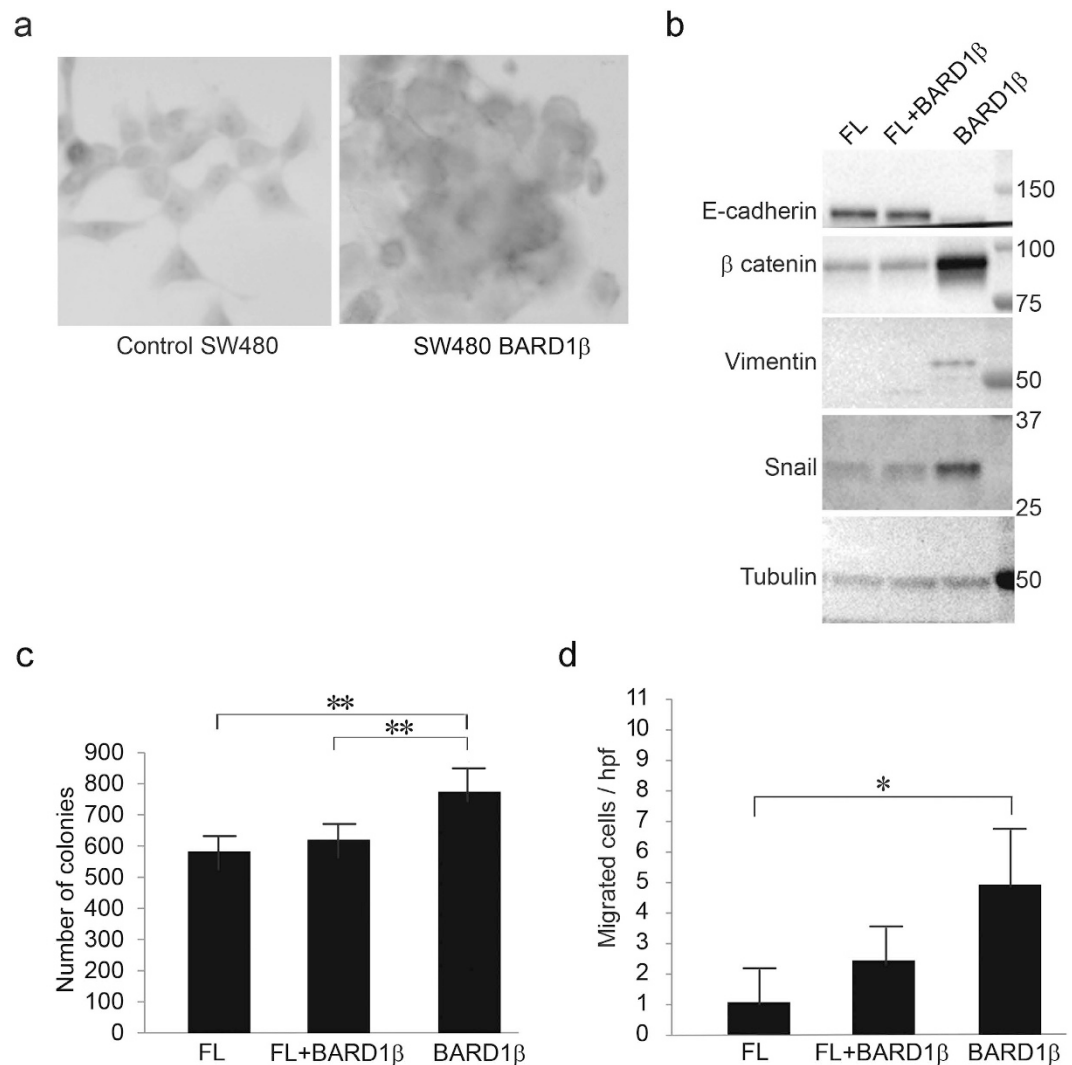 a
Control SW480
SW480 BARD1β
b
FL
FL+BARD1β
BARD1β
E-cadherin
150
β catenin
100
75
Vimentin
50
Snail
37
25
Tubulin
50
c
**
**
Number of colonies
900
800
700
600
500
400
300
200
100
0
FL
FL+BARD1β
BARD1β
d
*
Migrated cells / hpf
11
10
9
8
7
6
5
4
3
2
1
0
FL
FL+BARD1β
BARD1β